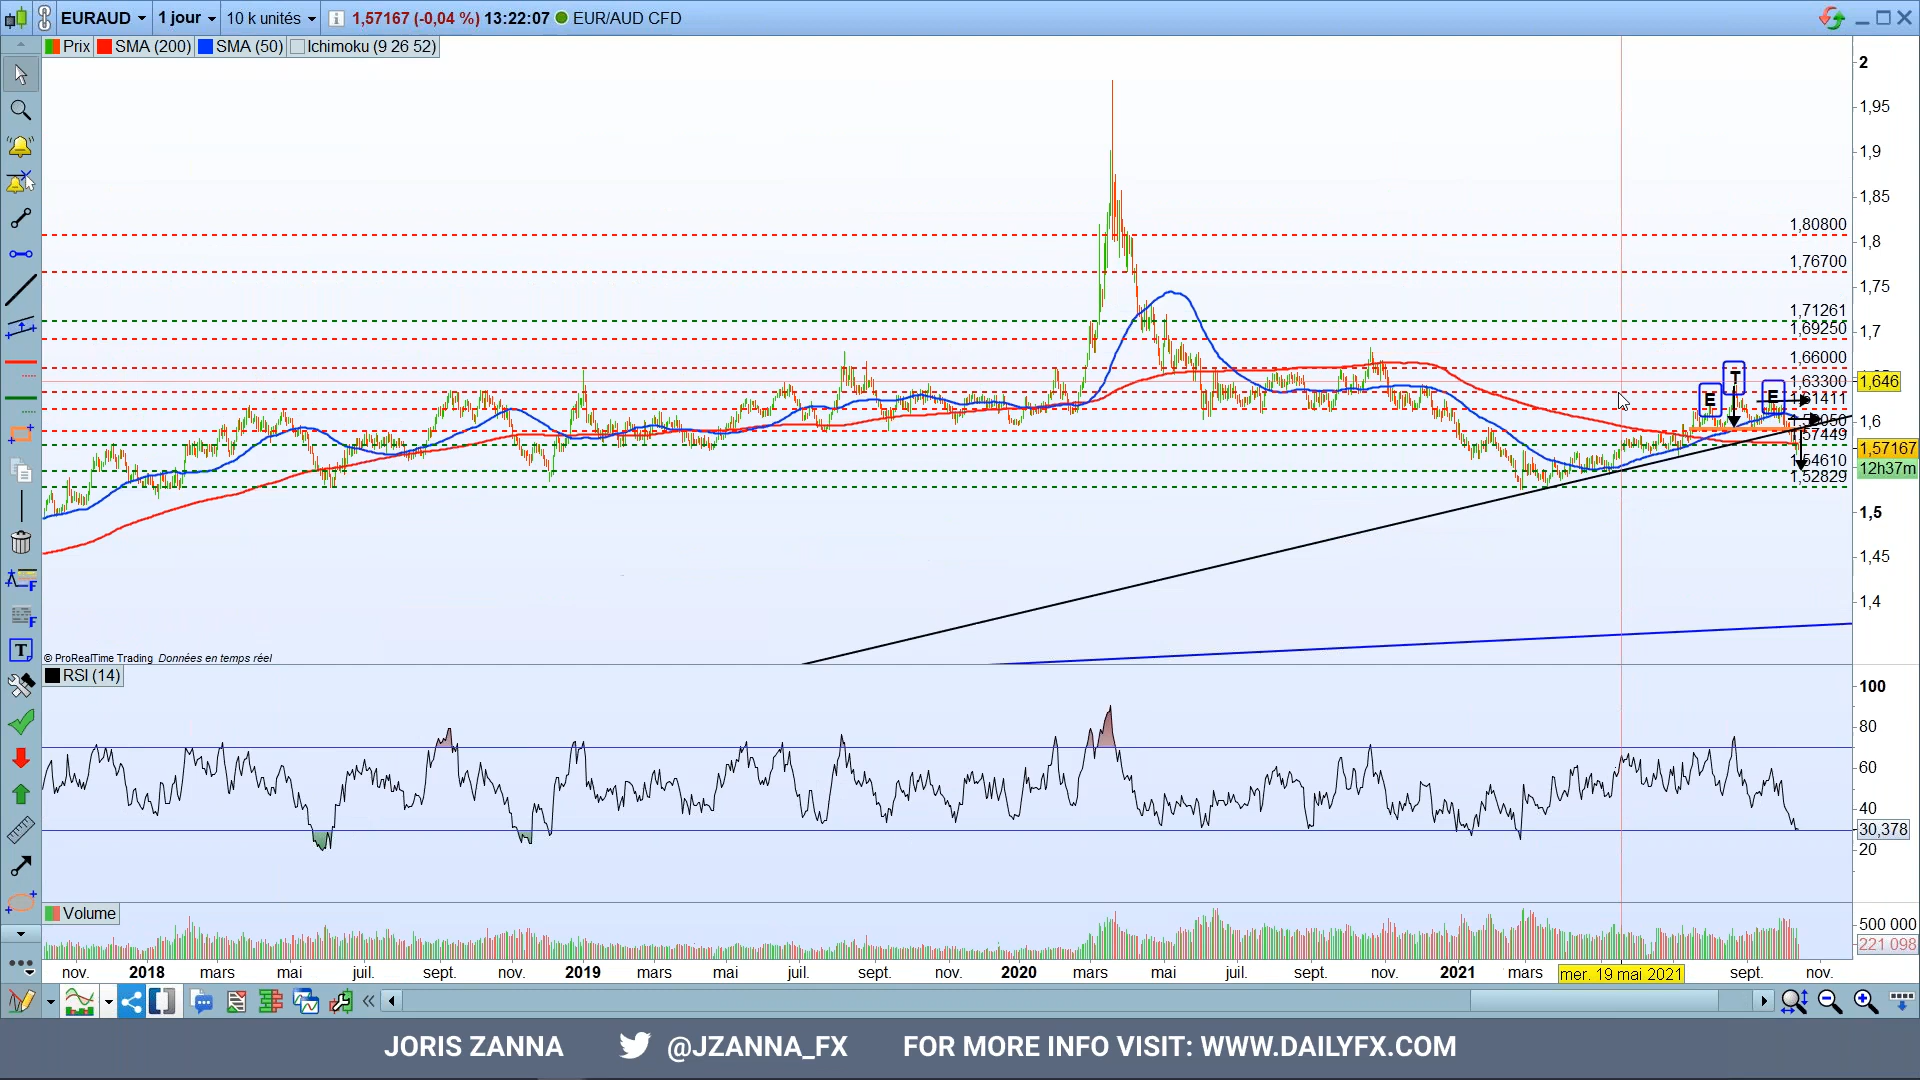 EURAUD 1 jour 10 k unités 1,57167 (-0,04 %) 13:22:07 EUR/AUD CFD
Prix SMA (200) SMA (50) Ichimoku (9 26 52)
2
1,95
1,9
1,85
1,80800
1,8
1,76700
1,75
1,71261
1,7
1,69250
1,66000
T
1,63300
1,646
E
E
1,6
1,57449
1,57167
1,54610
12h37m
1,52829
1,5
1,45
1,4
© ProRealTime Trading Données en temps réel
RSI (14)
100
80
60
40
30,378
20
Volume
500 000
221 098
nov. 2018 mars mai juil. sept. nov. 2019 mars mai juil. sept. nov. 2020 mars mai juil. sept. nov. 2021 mars mer. 19 mai 2021 sept. nov.
JORIS ZANNA @JZANNA_FX FOR MORE INFO VISIT: WWW.DAILYFX.COM